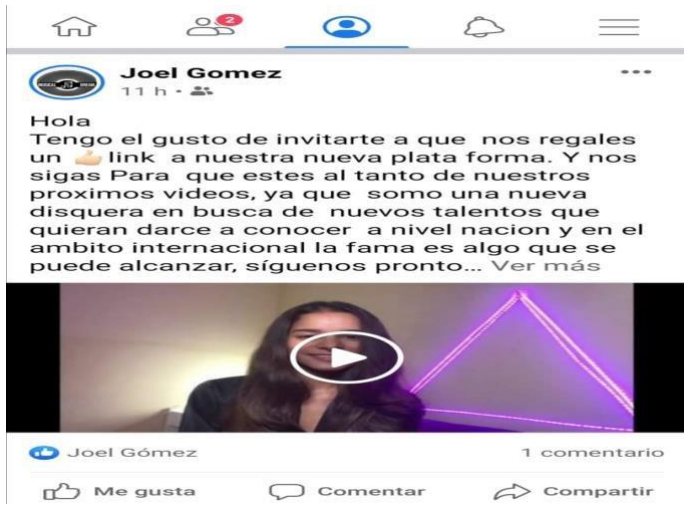 2
Joel Gomez
11 h
Hola
Tengo el gusto de invitarte a que nos regales
un 👍🏻 link a nuestra nueva plata forma. Y nos
sigas Para que estes al tanto de nuestros
proximos videos, ya que somo una nueva
disquera en busca de nuevos talentos que
quieran darce a conocer a nivel nacion y en el
ambito internacional la fama es algo que se
puede alcanzar, síguenos pronto... Ver más
Joel Gómez 1 comentario
Me gusta Comentar Compartir